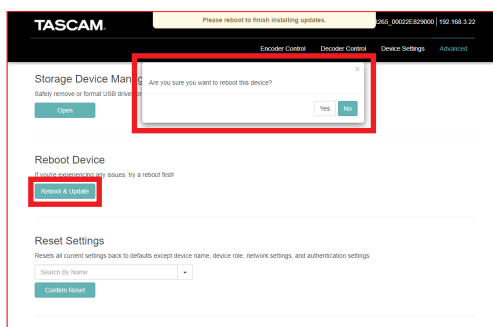 TASCAM
Please reboot to finish installing updates.
I265_00022E829000 | 192.168.3.22
Encoder Control Decoder Control Device Settings Advanced
Storage Device Manag
Safely remove or format USB drive or
Open
Are you sure you want to reboot this device?
×
Yes No
Reboot Device
If you're experiencing any issues, try a reboot first!
Reboot & Update
Reset Settings
Resets all current settings back to defaults except device name, device role, network settings, and authentication settings.
Search By Name
Confirm Reset